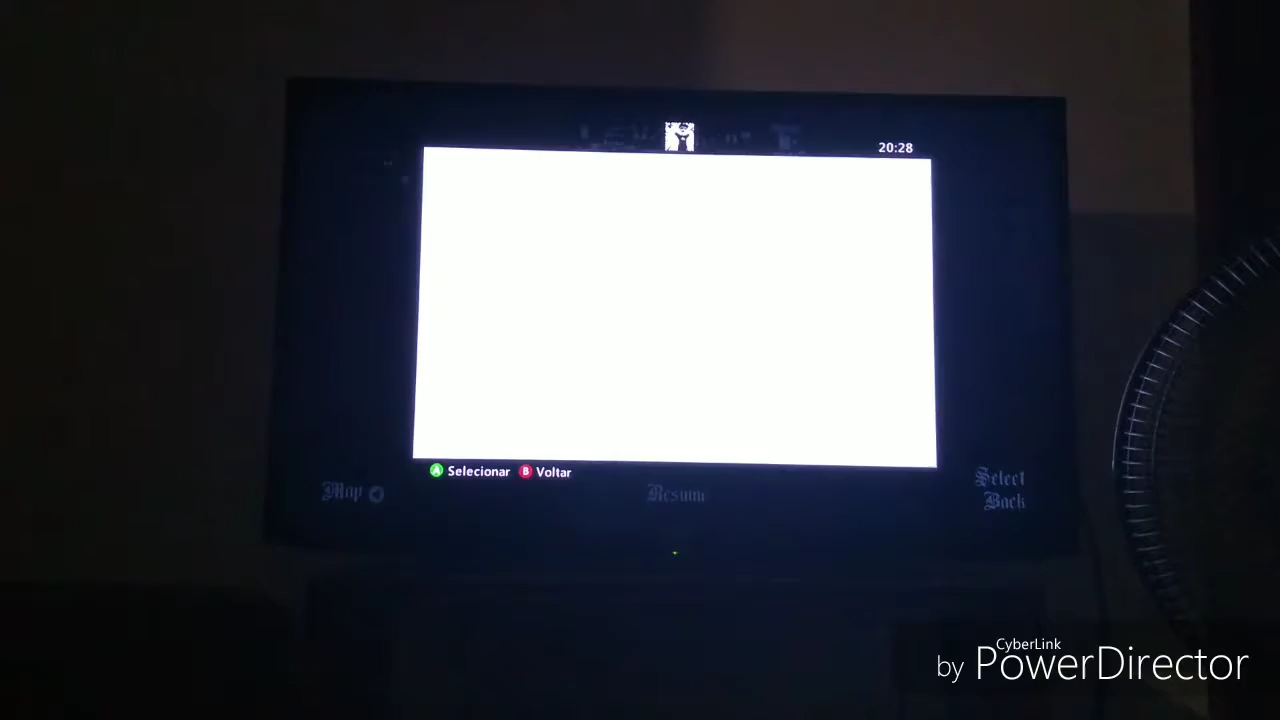 20:28
A Selecionar B Voltar
Map
Resume
Select
Back
CyberLink
by PowerDirector